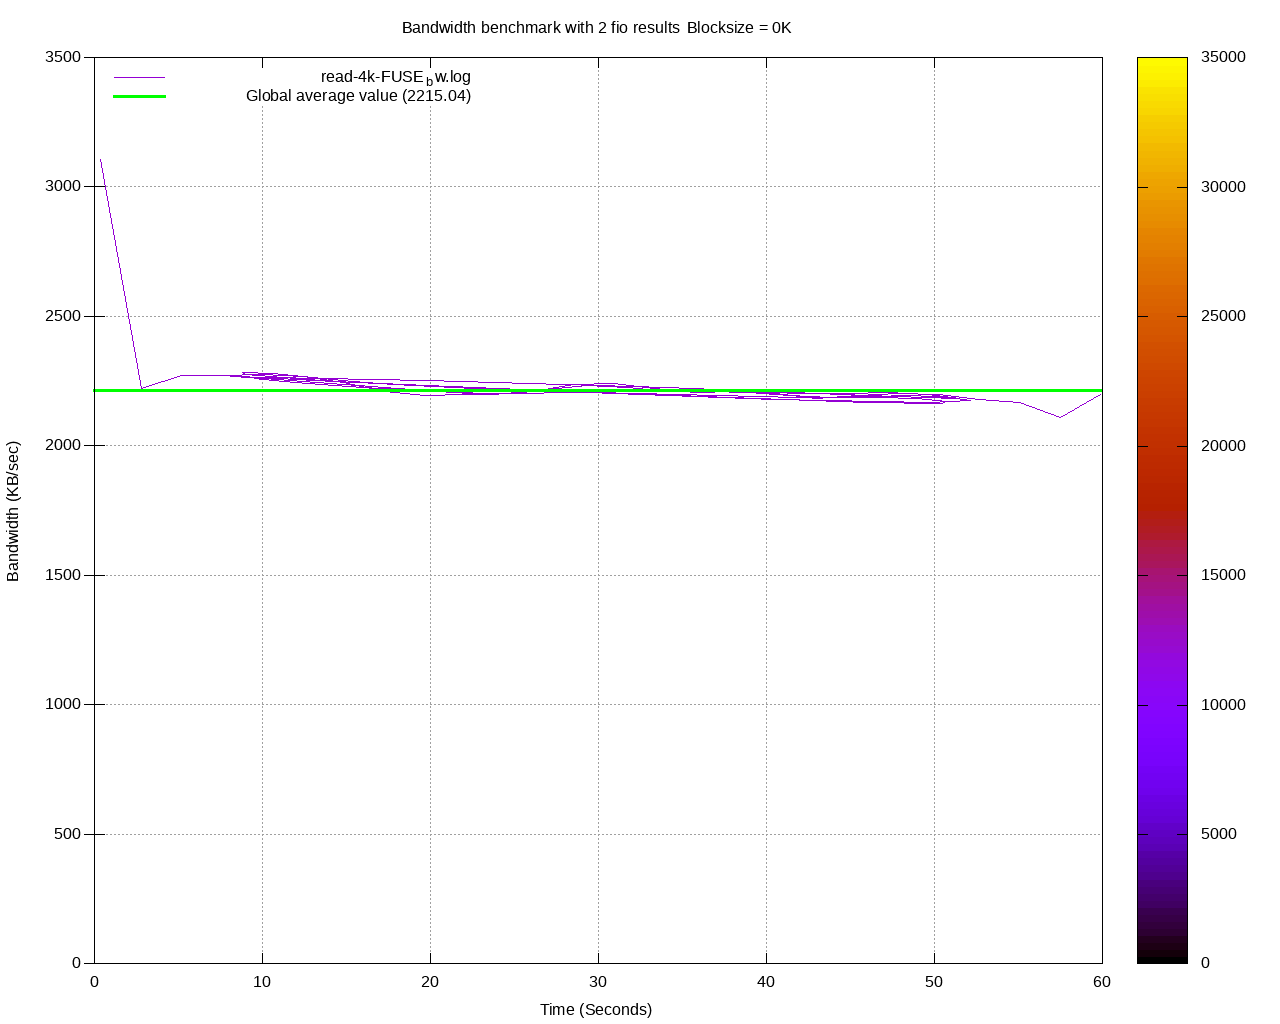 Bandwidth benchmark with 2 fio results Blocksize = 0K
read-4k-FUSE_bw.log
Global average value (2215.04)
Bandwidth (KB/sec)
3500
3000
2500
2000
1500
1000
500
0
0 10 20 30 40 50 60
Time (Seconds)
35000
30000
25000
20000
15000
10000
5000
0